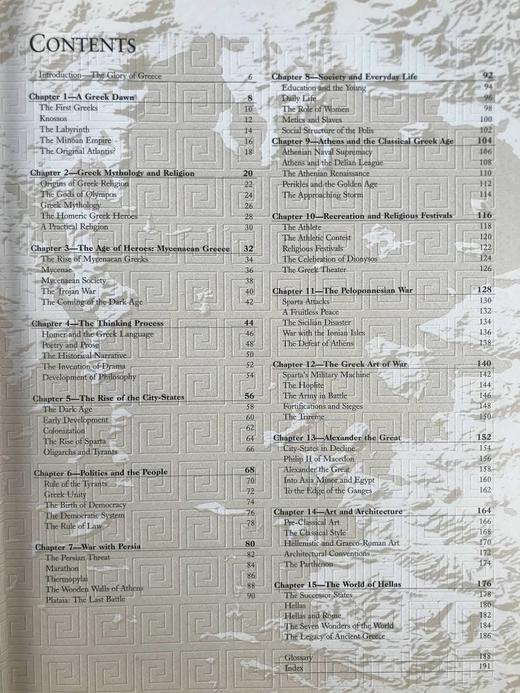 CONTENTS
Introduction—The Glory of Greece 6
Chapter 1—A Greek Dawn 8
The First Greeks 10
Knossos 12
The Labyrinth 14
The Minoan Empire 16
The Original Atlantis? 18
Chapter 2—Greek Mythology and Religion 20
Origins of Greek Religion 22
The Gods of Olympos 24
Greek Mythology 26
The Homeric Greek Heroes 28
A Practical Religion 30
Chapter 3—The Age of Heroes: Mycenaean Greece 32
The Rise of Mycenaean Greeks 34
Mycenae 36
Mycenaean Society 38
The Trojan War 40
The Coming of the Dark Age 42
Chapter 4—The Thinking Process 44
Homer and the Greek Language 46
Poetry and Prose 48
The Historical Narrative 50
The Invention of Drama 52
Development of Philosophy 54
Chapter 5—The Rise of the City-States 56
The Dark Age 58
Early Development 60
Colonization 62
The Rise of Sparta 64
Oligarchs and Tyrants 66
Chapter 6—Politics and the People 68
Rule of the Tyrants 70
Greek Unity 72
The Birth of Democracy 74
The Democratic System 76
The Rule of Law 78
Chapter 7—War with Persia 80
The Persian Threat 82
Marathon 84
Thermopylai 86
The Wooden Walls of Athens 88
Plataia: The Last Battle 90
Chapter 8—Society and Everyday Life 92
Education and the Young 94
Daily Life 96
The Role of Women 98
Metics and Slaves 100
Social Structure of the Polis 102
Chapter 9—Athens and the Classical Greek Age 104
Athenian Naval Supremacy 106
Athens and the Delian League 108
The Athenian Renaissance 110
Perikles and the Golden Age 112
The Approaching Storm 114
Chapter 10—Recreation and Religious Festivals 116
The Athlete 118
The Athletic Contest 120
Religious Festivals 122
The Celebration of Dionysos 124
The Greek Theater 126
Chapter 11—The Peloponnesian War 128
Sparta Attacks 130
A Fruitless Peace 132
The Sicilian Disaster 134
War with the Ionian Isles 136
The Defeat of Athens 138
Chapter 12—The Greek Art of War 140
Sparta's Military Machine 142
The Hoplite 144
The Army in Battle 146
Fortifications and Sieges 148
The Trireme 150
Chapter 13—Alexander the Great 152
City-States in Decline 154
Philip II of Macedon 156
Alexander the Great 158
Into Asia Minor and Egypt 160
To the Edge of the Ganges 162
Chapter 14—Art and Architecture 164
Pre-Classical Art 166
The Classical Style 168
Hellenistic and Graeco-Roman Art 170
Architectural Conventions 172
The Parthenon 174
Chapter 15—The World of Hellas 176
The Successor States 178
Hellas 180
Hellas and Rome 182
The Seven Wonders of the World 184
The Legacy of Ancient Greece 186
Glossary 188
Index 191